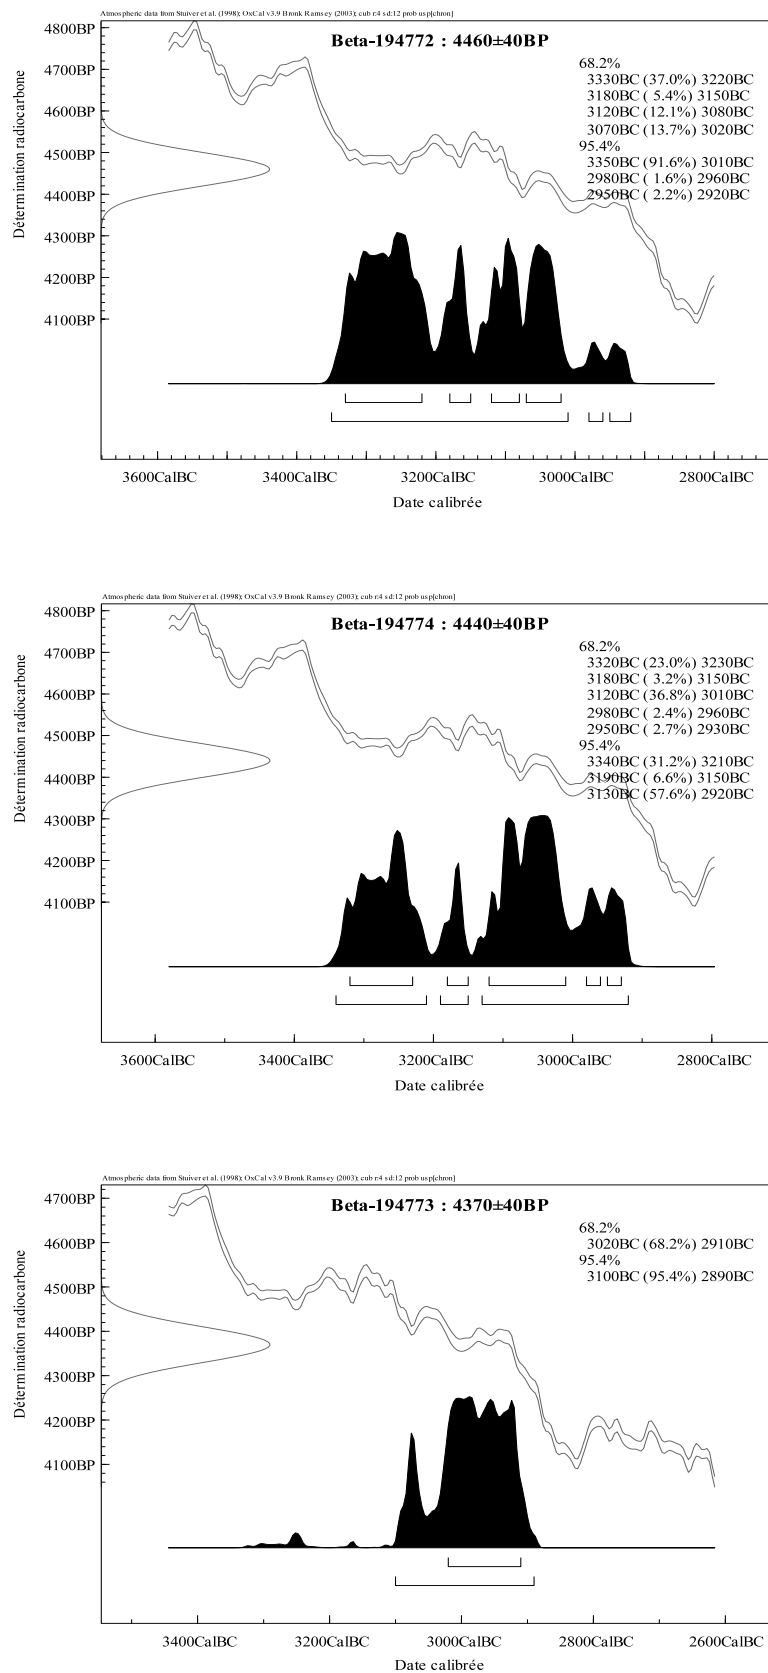 Atmospheric data from Stuiver et al. (1998); OxCal v3.9 Bronk Ramsey (2003); cub r:4 sd:12 prob usp[chron]
Beta-194772 : 4460±40BP
68.2%
3330BC (37.0%) 3220BC
3180BC ( 5.4%) 3150BC
3120BC (12.1%) 3080BC
3070BC (13.7%) 3020BC
95.4%
3350BC (91.6%) 3010BC
2980BC ( 1.6%) 2960BC
2950BC ( 2.2%) 2920BC
4800BP
4700BP
4600BP
4500BP
4400BP
4300BP
4200BP
4100BP
Détermination radiocarbone
3600CalBC 3400CalBC 3200CalBC 3000CalBC 2800CalBC
Date calibrée
Atmospheric data from Stuiver et al. (1998); OxCal v3.9 Bronk Ramsey (2003); cub r:4 sd:12 prob usp[chron]
Beta-194774 : 4440±40BP
68.2%
3320BC (23.0%) 3230BC
3180BC ( 3.2%) 3150BC
3120BC (36.8%) 3010BC
2980BC ( 2.4%) 2960BC
2950BC ( 2.7%) 2930BC
95.4%
3340BC (31.2%) 3210BC
3190BC ( 6.6%) 3150BC
3130BC (57.6%) 2920BC
4800BP
4700BP
4600BP
4500BP
4400BP
4300BP
4200BP
4100BP
Détermination radiocarbone
3600CalBC 3400CalBC 3200CalBC 3000CalBC 2800CalBC
Date calibrée
Atmospheric data from Stuiver et al. (1998); OxCal v3.9 Bronk Ramsey (2003); cub r:4 sd:12 prob usp[chron]
Beta-194773 : 4370±40BP
68.2%
3020BC (68.2%) 2910BC
95.4%
3100BC (95.4%) 2890BC
4700BP
4600BP
4500BP
4400BP
4300BP
4200BP
4100BP
Détermination radiocarbone
3400CalBC 3200CalBC 3000CalBC 2800CalBC 2600CalBC
Date calibrée